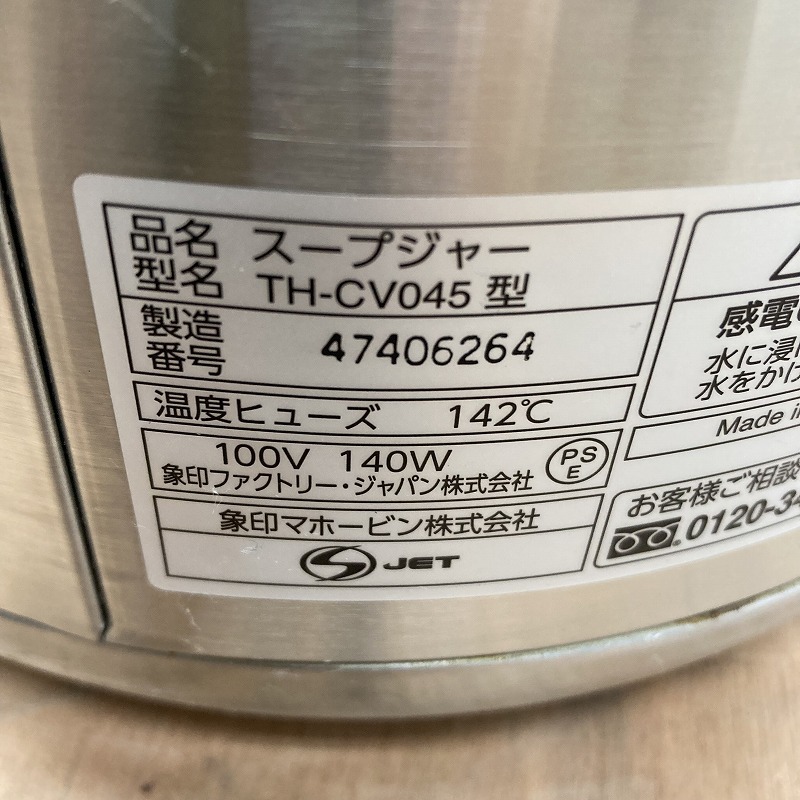 品名 スープジャー
型名 TH-CV045 型
製造
番号 47406264
温度ヒューズ 142℃
100V 140W
象印ファクトリー・ジャパン株式会社
PS
E
象印マホービン株式会社
S JET
感電
水に浸
水をかけ
Made in
お客様ご相談
0120-34